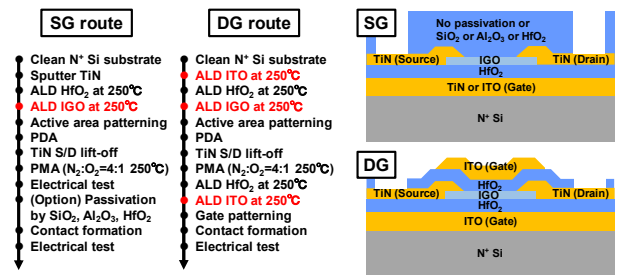 SG route
Clean N⁺ Si substrate
Sputter TiN
ALD HfO₂ at 250℃
ALD IGO at 250℃
Active area patterning
PDA
TiN S/D lift-off
PMA (N₂:O₂=4:1 250℃)
Electrical test
(Option) Passivation
by SiO₂, Al₂O₃, HfO₂
Contact formation
Electrical test
DG route
Clean N⁺ Si substrate
ALD ITO at 250℃
ALD HfO₂ at 250℃
ALD IGO at 250℃
Active area patterning
PDA
TiN S/D lift-off
PMA (N₂:O₂=4:1 250℃)
ALD HfO₂ at 250℃
ALD ITO at 250℃
Gate patterning
Contact formation
Electrical test
SG
No passivation or
SiO₂ or Al₂O₃ or HfO₂
TiN (Source) IGO TiN (Drain)
HfO₂
TiN or ITO (Gate)
N⁺ Si
DG
ITO (Gate)
HfO₂
TiN (Source) IGO TiN (Drain)
HfO₂
ITO (Gate)
N⁺ Si